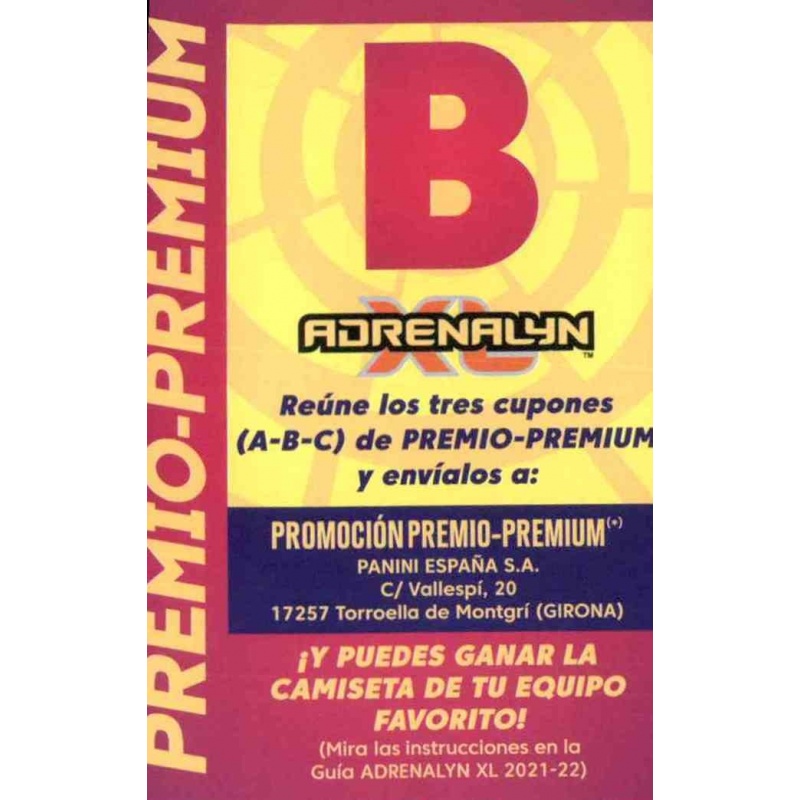 PREMIO-PREMIUM
B
ADRENALYN
XL
TM
Reúne los tres cupones
(A-B-C) de PREMIO-PREMIUM
y envíalos a:
PROMOCIÓN PREMIO-PREMIUM(*)
PANINI ESPAÑA S.A.
C/ Vallespí, 20
17257 Torroella de Montgrí (GIRONA)
¡Y PUEDES GANAR LA
CAMISETA DE TU EQUIPO
FAVORITO!
(Mira las instrucciones en la
Guía ADRENALYN XL 2021-22)